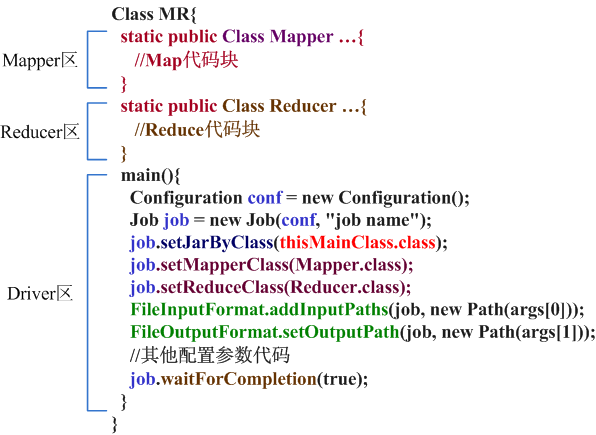 Class MR{
static public Class Mapper …{
Mapper区
//Map代码块
}
static public Class Reducer …{
Reducer区
//Reduce代码块
}
main(){
Configuration conf = new Configuration();
Job job = new Job(conf, "job name");
job.setJarByClass(thisMainClass.class);
job.setMapperClass(Mapper.class);
job.setReduceClass(Reducer.class);
Driver区
FileInputFormat.addInputPaths(job, new Path(args[0]));
FileOutputFormat.setOutputPath(job, new Path(args[1]));
//其他配置参数代码
job.waitForCompletion(true);
}
}